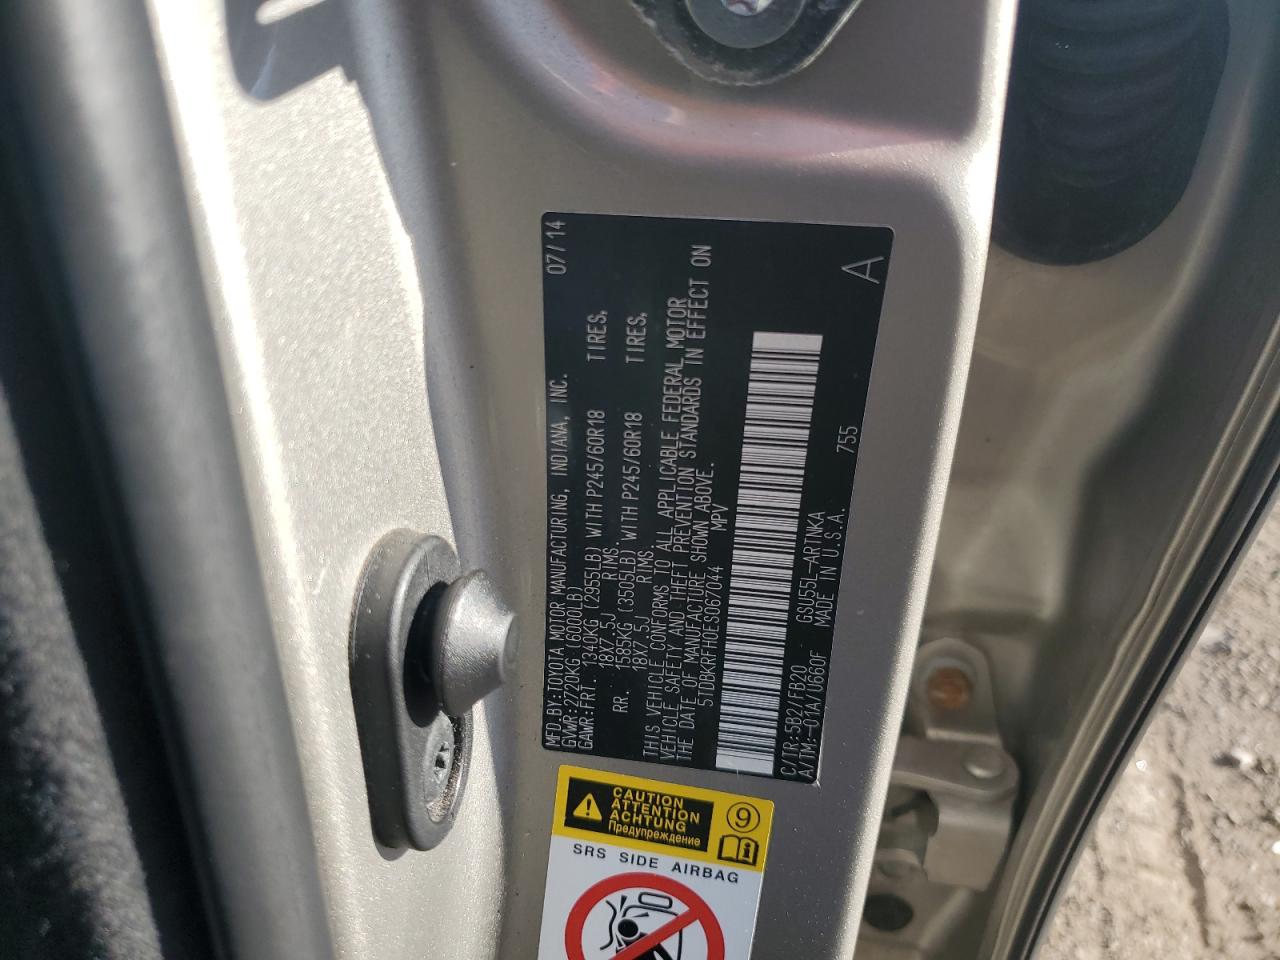 MFD.BY:TOYOTA MOTOR MANUFACTURING, INDIANA, INC. 07/14
GVWR:2720KG (6000LB)
GAWR:FRT. 1340KG (2955LB) WITH P245/60R18 TIRES,
18X7.5J RIMS.
RR. 1585KG (3505LB) WITH P245/60R18 TIRES,
18X7.5J RIMS.
THIS VEHICLE CONFORMS TO ALL APPLICABLE FEDERAL MOTOR
VEHICLE SAFETY AND THEFT PREVENTION STANDARDS IN EFFECT ON
THE DATE OF MANUFACTURE SHOWN ABOVE.
5TDBKRFH0ES067044 MPV
A
C/TR:5B2/FB20 GSU55L-ARTNKA 755
A/TM:-01A/U660F MADE IN U.S.A.
CAUTION
ATTENTION
ACHTUNG
Предупреждение
9
SRS SIDE AIRBAG